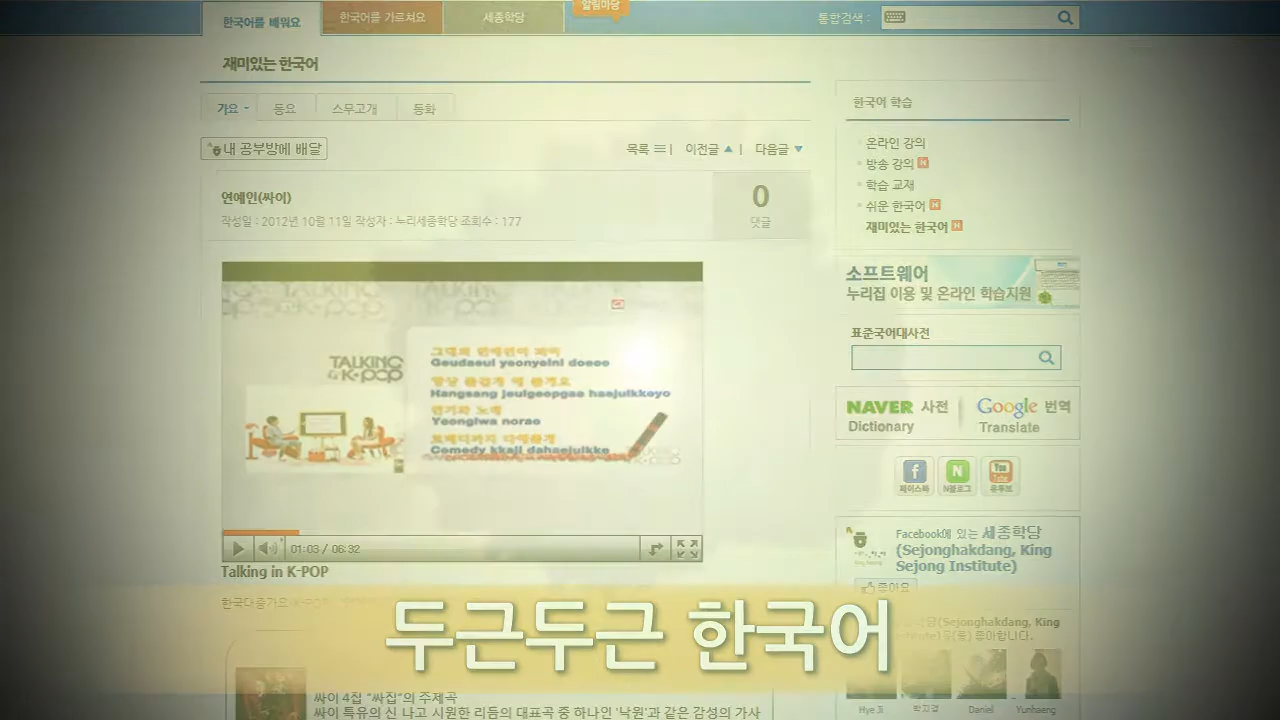 한국어를 배워요
한국어를 가르쳐요
세종학당
알림마당
통합검색 :
재미있는 한국어
가요
동요
스무고개
동화
내 공부방에 배달
목록
이전글
다음글
연예인(싸이)
작성일 : 2012년 10월 11일 작성자 : 누리세종학당 조회수 : 177
0
댓글
TALKING
K-POP
그대의 연예인이 되어
Geudaeui yeonyeini doeeo
항상 즐겁게 해 줄게요
Hangsang jeulgeopgae haejulkkeyo
연기와 노래
Yeongiwa norae
코메디까지 다해줄게
Comedy kkaji dahaejulkke
01:03 / 06:32
Talking in K-POP
한국대중가요
두근두근 한국어
싸이 4집 "싸집"의 주제곡
싸이 특유의 신 나고 시원한 리듬의 대표곡 중 하나인 '낙원'과 같은 감성의 가사
한국어 학습
온라인 강의
방송 강의
학습 교재
쉬운 한국어
재미있는 한국어
소프트웨어
누리집 이용 및 온라인 학습지원
표준국어대사전
NAVER 사전
Dictionary
Google 번역
Translate
페이스북
N블로그
유투브
Facebook에 있는 세종학당
(Sejonghakdang, King
Sejong Institute)
좋아요
(Sejonghakdang, King
좋아합니다.
Hye Ji
박지경
Daniel
Yunhaeng